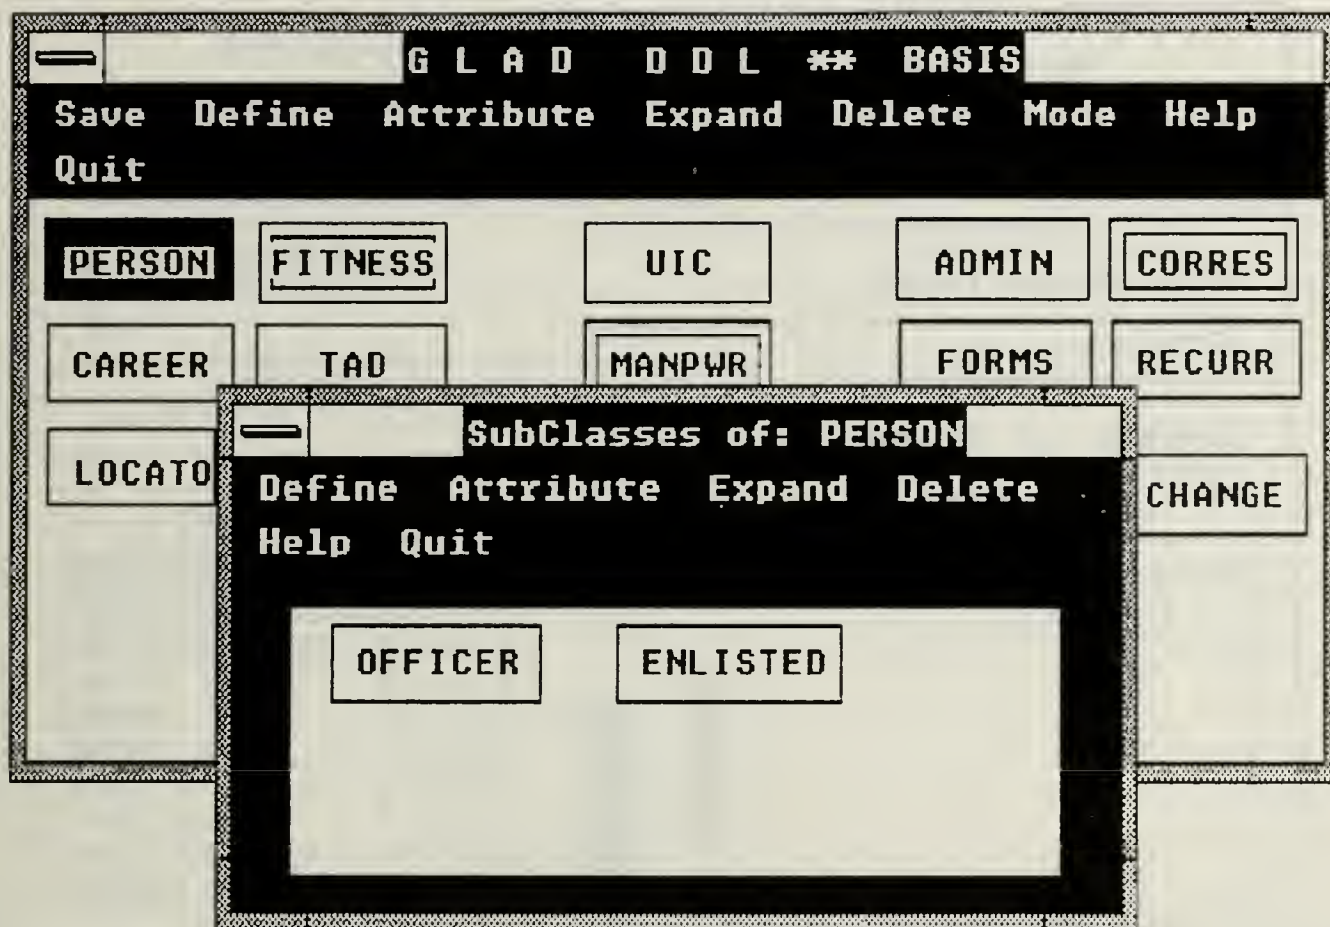 G L A D D D L ** BASIS
Save Define Attribute Expand Delete Mode Help
Quit
PERSON FITNESS UIC ADMIN CORRES
CAREER TAD MANPWR FORMS RECURR
LOCATO CHANGE
SubClasses of: PERSON
Define Attribute Expand Delete
Help Quit
OFFICER ENLISTED